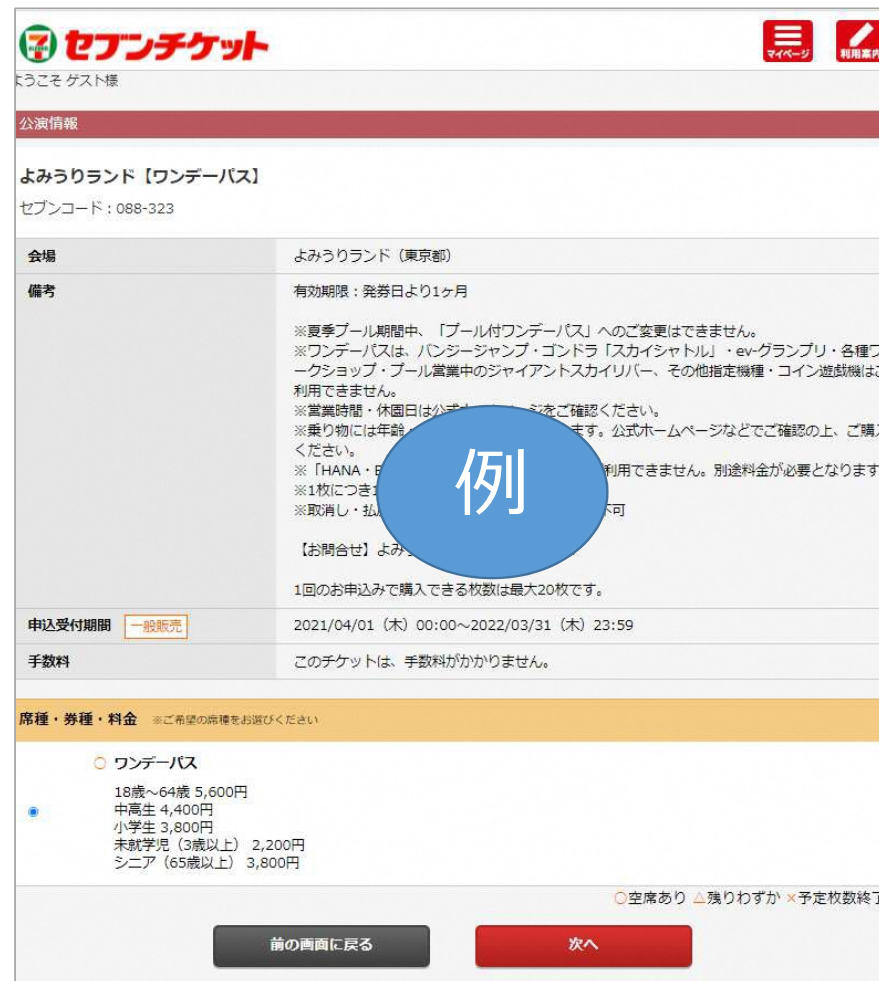 セブンチケット
マイページ
利用案内
ようこそ ゲスト様
公演情報
よみうりランド【ワンデーパス】
セブンコード:088-323
会場
よみうりランド(東京都)
備考
有効期限:発券日より1ヶ月
※夏季プール期間中、「プール付ワンデーパス」へのご変更はできません。
※ワンデーパスは、バンジージャンプ・ゴンドラ「スカイシャトル」・ev-グランプリ・各種ワ
ークショップ・プール営業中のジャイアントスカイリバー、その他指定機種・コイン遊戯機はご
利用できません。
※営業時間・休園日は公式ホームページをご確認ください。
※乗り物には年齢・ ます。公式ホームページなどでご確認の上、ご購入
ください。
※「HANA・ 利用できません。別途料金が必要となります
※1枚につき
※取消し・払 不可
例
【お問合せ】よみ
1回のお申込みで購入できる枚数は最大20枚です。
申込受付期間 一般販売
2021/04/01(木)00:00~2022/03/31(木)23:59
手数料
このチケットは、手数料がかかりません。
席種・券種・料金 ※ご希望の席種をお選びください
○ ワンデーパス
18歳~64歳 5,600円
中高生 4,400円
小学生 3,800円
未就学児(3歳以上) 2,200円
シニア(65歳以上) 3,800円
○空席あり △残りわずか ×予定枚数終了
前の画面に戻る
次へ